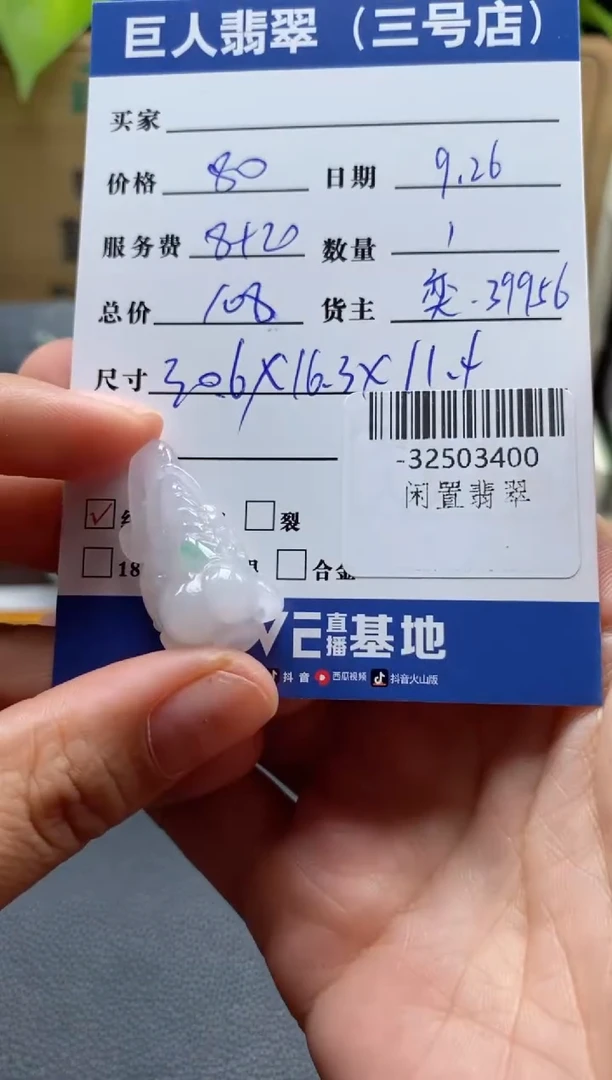 巨人翡翠（三号店）
买家
价格 80 日期 9.26
服务费 8+20 数量 1
总价 108 货主 奕.39956
尺寸 30.6X16.3X11.4
-32503400
闲置翡翠
裂
18 合金
VE直播基地
抖音 西瓜视频 抖音火山版